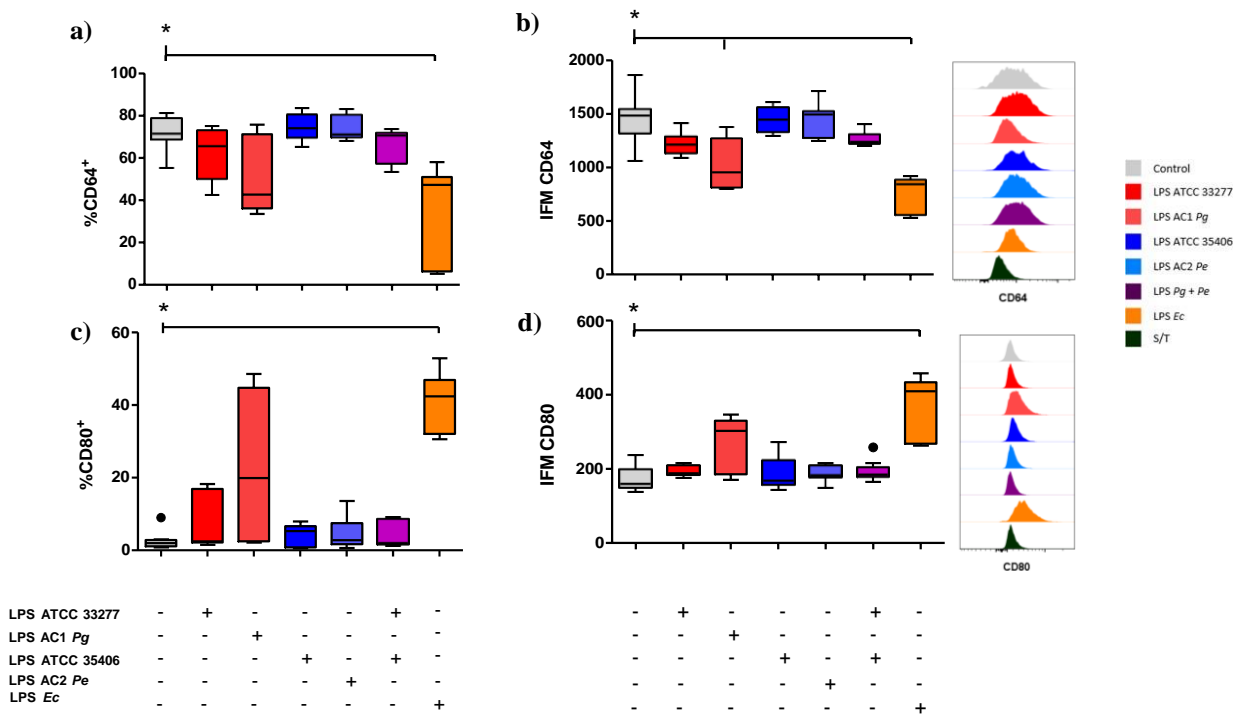 a)
*
%CD64+
100
80
60
40
20
0
b)
*
IFM CD64
2000
1500
1000
500
0
CD64
Control
LPS ATCC 33277
LPS AC1 Pg
LPS ATCC 35406
LPS AC2 Pe
LPS Pg + Pe
LPS Ec
S/T
c)
*
%CD80+
60
40
20
0
d)
*
IFM CD80
600
400
200
0
CD80
LPS ATCC 33277 - + - - - + - - + - - - + -
LPS AC1 Pg - - + - - - - - - + - - - -
LPS ATCC 35406 - - - + - + - - - - + - + -
LPS AC2 Pe - - - - + - - - - - - + - -
LPS Ec - - - - - - + - - - - - - +